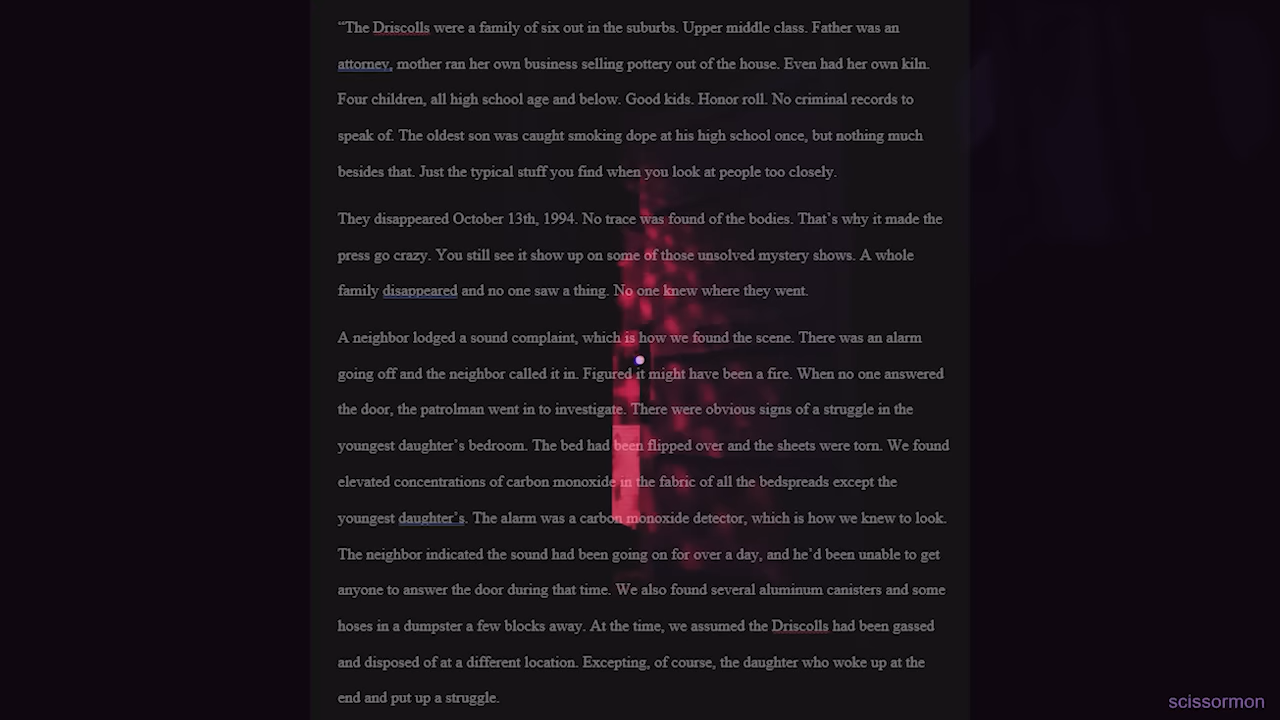 “The Driscolls were a family of six out in the suburbs. Upper middle class. Father was an
attorney, mother ran her own business selling pottery out of the house. Even had her own kiln.
Four children, all high school age and below. Good kids. Honor roll. No criminal records to
speak of. The oldest son was caught smoking dope at his high school once, but nothing much
besides that. Just the typical stuff you find when you look at people too closely.
They disappeared October 13th, 1994. No trace was found of the bodies. That’s why it made the
press go crazy. You still see it show up on some of those unsolved mystery shows. A whole
family disappeared and no one saw a thing. No one knew where they went.
A neighbor lodged a sound complaint, which is how we found the scene. There was an alarm
going off and the neighbor called it in. Figured it might have been a fire. When no one answered
the door, the patrolman went in to investigate. There were obvious signs of a struggle in the
youngest daughter’s bedroom. The bed had been flipped over and the sheets were torn. We found
elevated concentrations of carbon monoxide in the fabric of all the bedspreads except the
youngest daughter’s. The alarm was a carbon monoxide detector, which is how we knew to look.
The neighbor indicated the sound had been going on for over a day, and he’d been unable to get
anyone to answer the door during that time. We also found several aluminum canisters and some
hoses in a dumpster a few blocks away. At the time, we assumed the Driscolls had been gassed
and disposed of at a different location. Excepting, of course, the daughter who woke up at the
end and put up a struggle.
scissormon